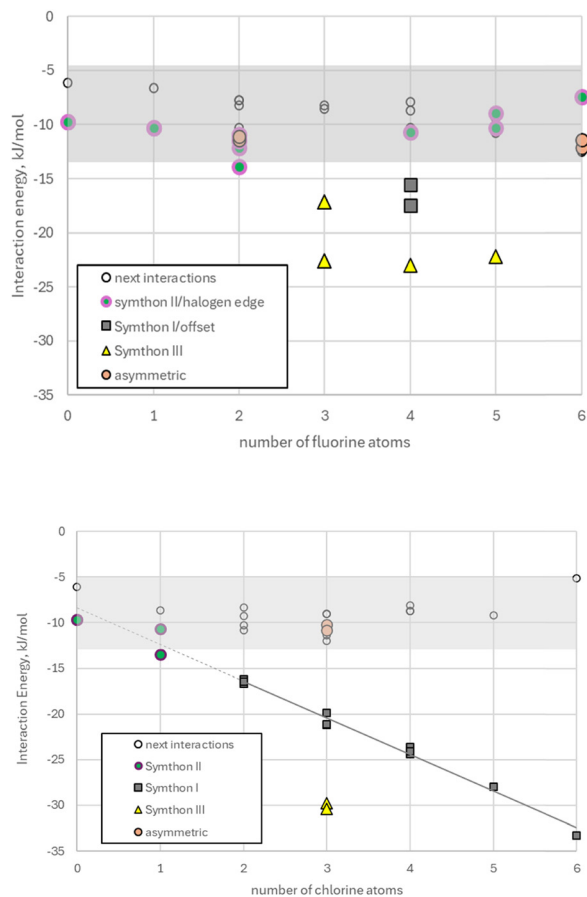 0
-5
-10
-15
-20
-25
-30
-35
Interaction energy, kJ/mol
next interactions
symthon II/halogen edge
Symthon I/offset
Symthon III
asymmetric
0 1 2 3 4 5 6
number of fluorine atoms
0
-5
-10
-15
-20
-25
-30
-35
Interaction Energy, kJ/mol
next interactions
Symthon II
Symthon I
Symthon III
asymmetric
0 1 2 3 4 5 6
number of chlorine atoms